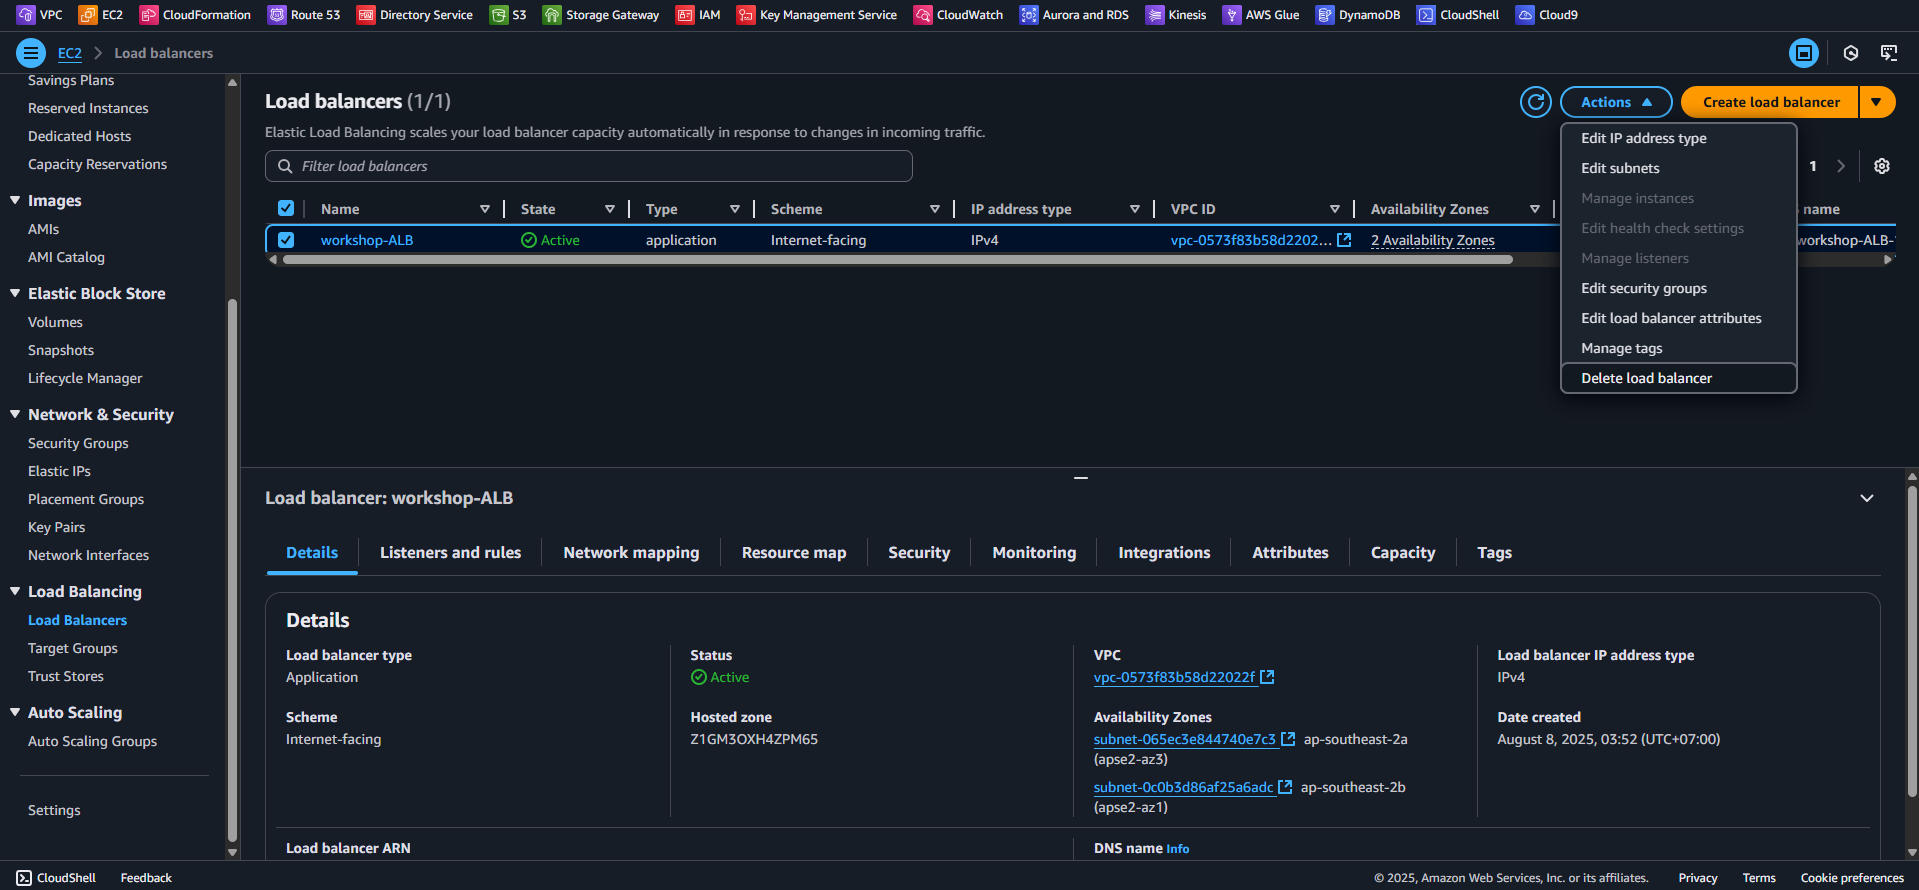 VPC EC2 CloudFormation Route 53 Directory Service S3 Storage Gateway IAM Key Management Service CloudWatch Aurora and RDS Kinesis AWS Glue DynamoDB CloudShell Cloud9
EC2 Load balancers
Savings Plans
Reserved Instances
Dedicated Hosts
Capacity Reservations
Images
AMIs
AMI Catalog
Elastic Block Store
Volumes
Snapshots
Lifecycle Manager
Network & Security
Security Groups
Elastic IPs
Placement Groups
Key Pairs
Network Interfaces
Load Balancing
Load Balancers
Target Groups
Trust Stores
Auto Scaling
Auto Scaling Groups
Settings
Load balancers (1/1)
Actions
Create load balancer
Elastic Load Balancing scales your load balancer capacity automatically in response to changes in incoming traffic.
Filter load balancers
1
Name State Type Scheme IP address type VPC ID Availability Zones name
workshop-ALB Active application Internet-facing IPv4 vpc-0573f83b58d2202... 2 Availability Zones workshop-ALB-
Edit IP address type
Edit subnets
Manage instances
Edit health check settings
Manage listeners
Edit security groups
Edit load balancer attributes
Manage tags
Delete load balancer
Load balancer: workshop-ALB
Details Listeners and rules Network mapping Resource map Security Monitoring Integrations Attributes Capacity Tags
Details
Load balancer type
Application
Status
Active
VPC
vpc-0573f83b58d22022f
Load balancer IP address type
IPv4
Scheme
Internet-facing
Hosted zone
Z1GM3OXH4ZPM65
Availability Zones
subnet-065ec3e844740e7c3 ap-southeast-2a
(apse2-az3)
subnet-0c0b3d86af25a6adc ap-southeast-2b
(apse2-az1)
Date created
August 8, 2025, 03:52 (UTC+07:00)
Load balancer ARN
DNS name Info
CloudShell Feedback © 2025, Amazon Web Services, Inc. or its affiliates. Privacy Terms Cookie preferences